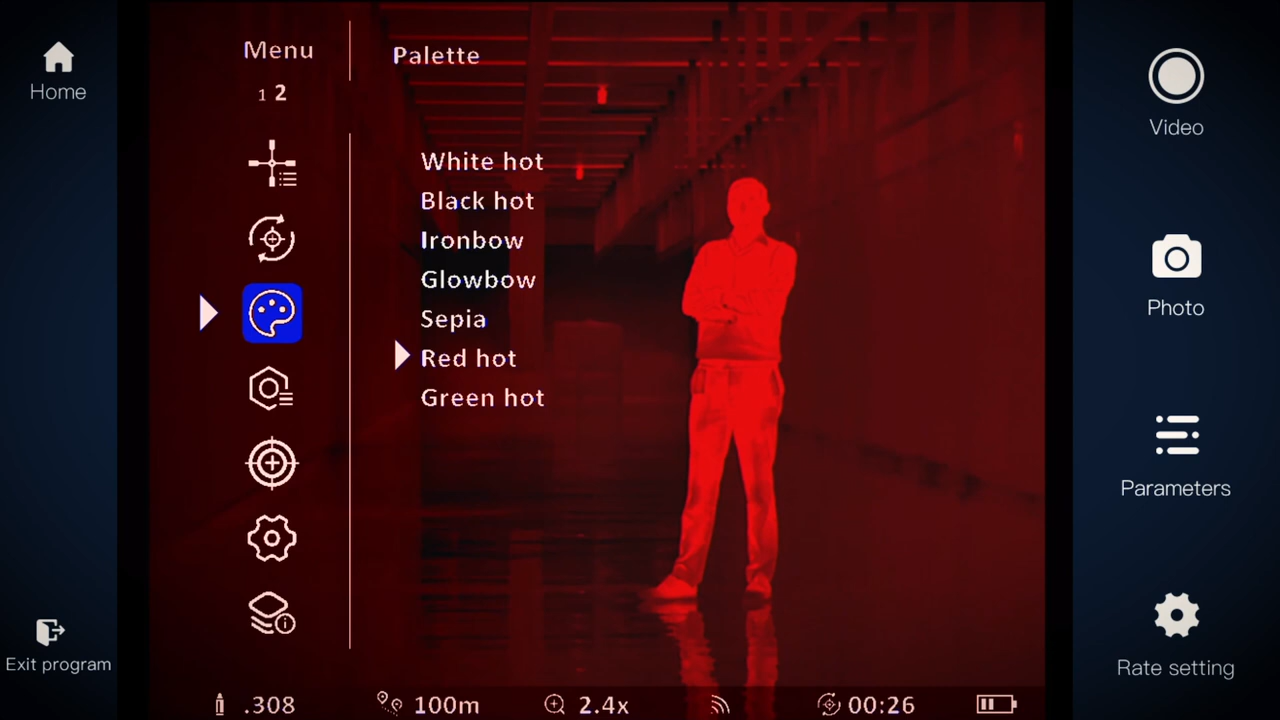 Home
Exit program
Menu
1 2
Palette
White hot
Black hot
Ironbow
Glowbow
Sepia
Red hot
Green hot
.308
100m
2.4x
00:26
Video
Photo
Parameters
Rate setting